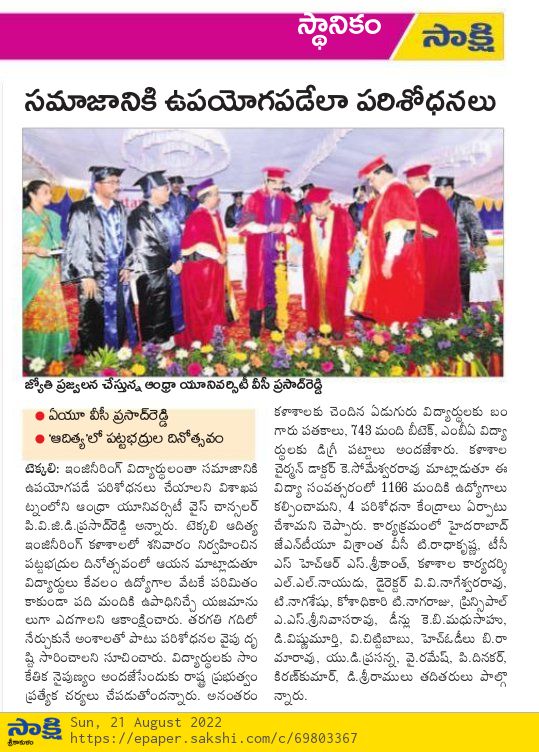 స్థానికం
సాక్షి
సమాజానికి ఉపయోగపడేలా పరిశోధనలు
జ్యోతి ప్రజ్వలన చేస్తున్న ఆంధ్రా యూనివర్సిటీ వీసీ ప్రసాద్‌రెడ్డి
● ఏయూ వీసీ ప్రసాద్‌రెడ్డి
● ‘ఆదిత్య’లో పట్టభద్రుల దినోత్సవం
టెక్కలి: ఇంజినీరింగ్ విద్యార్థులంతా సమాజానికి
ఉపయోగపడే పరిశోధనలు చేయాలని విశాఖప
ట్నంలోని ఆంధ్రా యూనివర్సిటీ వైస్ చాన్సలర్
పి.వి.జి.డి.ప్రసాద్‌రెడ్డి అన్నారు. టెక్కలి ఆదిత్య
ఇంజినీరింగ్ కళాశాలలో శనివారం నిర్వహించిన
పట్టభద్రుల దినోత్సవంలో ఆయన మాట్లాడుతూ
విద్యార్థులు కేవలం ఉద్యోగాల వేటకే పరిమితం
కాకుండా పది మందికి ఉపాధినిచ్చే యజమాను
లుగా ఎదగాలని ఆకాంక్షించారు. తరగతి గదిలో
నేర్చుకునే అంశాలతో పాటు పరిశోధనల వైపు దృ
ష్టి సారించాలని సూచించారు. విద్యార్థులకు సాం
కేతిక నైపుణ్యం అందజేసేందుకు రాష్ట్ర ప్రభుత్వం
ప్రత్యేక చర్యలు చేపడుతోందన్నారు. అనంతరం
కళాశాలకు చెందిన ఏడుగురు విద్యార్థులకు బం
గారు పతకాలు, 743 మంది బీటెక్, ఎంబీఏ విద్యా
ర్థులకు డిగ్రీ పట్టాలు అందజేశారు. కళాశాల
చైర్మన్ డాక్టర్ కె.సోమేశ్వరరావు మాట్లాడుతూ ఈ
విద్యా సంవత్సరంలో 1166 మందికి ఉద్యోగాలు
కల్పించామని, 4 పరిశోధనా కేంద్రాలు ఏర్పాటు
చేశామని చెప్పారు. కార్యక్రమంలో హైదరాబాద్
జేఎన్‌టీయూ విశ్రాంత వీసీ టి.రాధాకృష్ణ, టీసీ
ఎస్ హెచ్‌ఆర్ ఎస్.శ్రీకాంత్, కళాశాల కార్యదర్శి
ఎల్.ఎల్.నాయుడు, డైరెక్టర్ వి.వి.నాగేశ్వరరావు,
టి.నాగశేషు, కోశాధికారి టి.నాగరాజు, ప్రిన్సిపాల్
ఎ.ఎస్.శ్రీనివాసరావు, డీన్లు కె.బి.మధుసాహు,
డి.విష్ణుమూర్తి, వి.చిట్టిబాబు, హెచ్‌ఓడీలు బి.రా
మారావు, యు.డి.ప్రసన్న, వై.రమేష్, పి.దినకర్,
కిరణ్‌కుమార్, డి.శ్రీరాములు తదితరులు పాల్గొ
న్నారు.
సాక్షి
శ్రీకాకుళం
Sun, 21 August 2022
https://epaper.sakshi.com/c/69803367